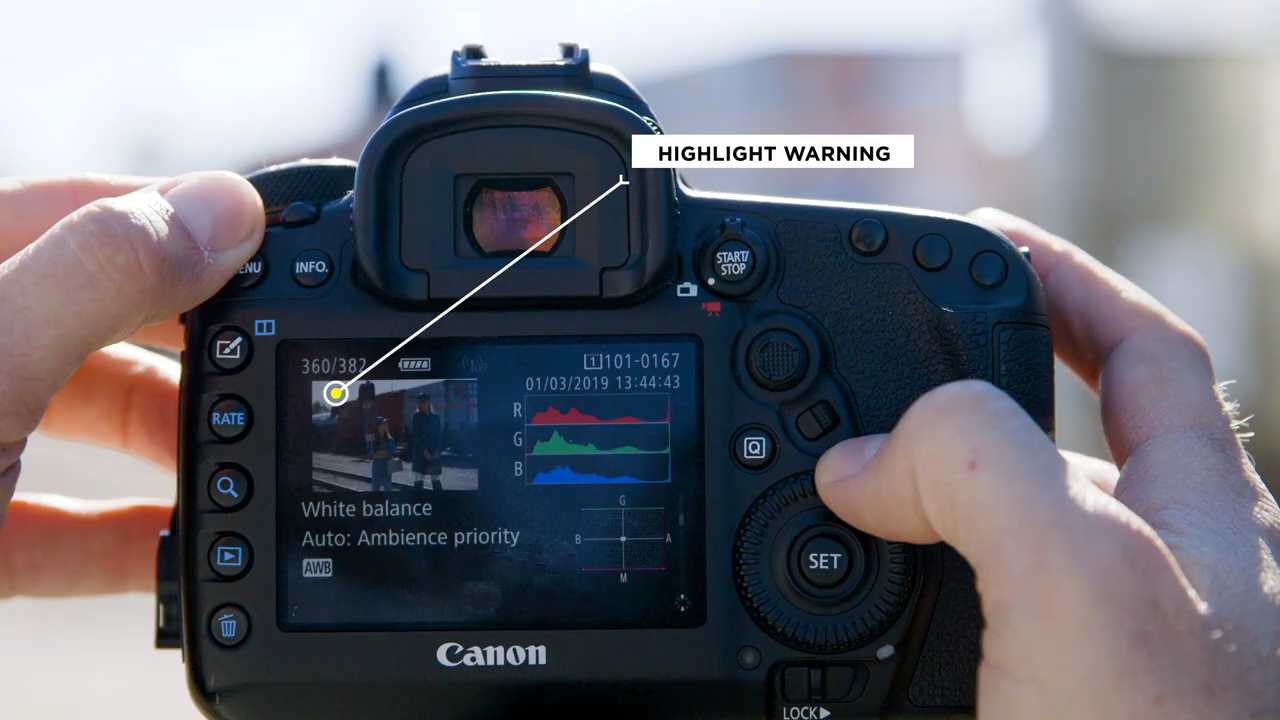 HIGHLIGHT WARNING
START/
STOP
INFO.
RATE
360/382
1 101-0167
01/03/2019 13:44:43
R
G
B
Q
White balance
Auto: Ambience priority
AWB
G
B
A
M
SET
Canon
LOCK▶